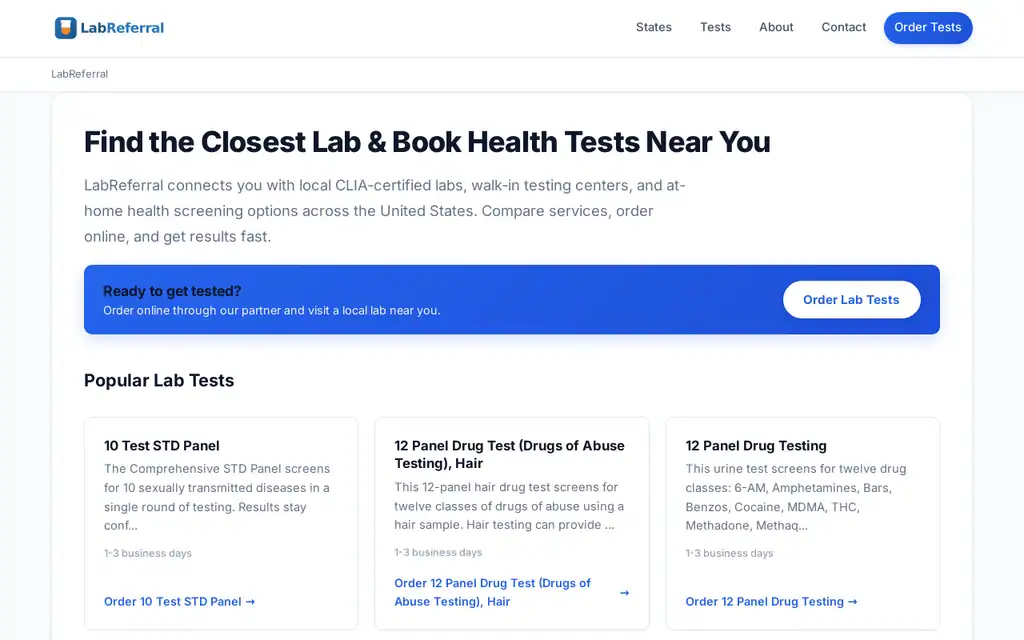 LabReferral
States
Tests
About
Contact
Order Tests
LabReferral
Find the Closest Lab & Book Health Tests Near You
LabReferral connects you with local CLIA-certified labs, walk-in testing centers, and at-
home health screening options across the United States. Compare services, order
online, and get results fast.
Ready to get tested?
Order online through our partner and visit a local lab near you.
Order Lab Tests
Popular Lab Tests
10 Test STD Panel
The Comprehensive STD Panel screens
for 10 sexually transmitted diseases in a
single round of testing. Results stay
conf...
1-3 business days
Order 10 Test STD Panel →
12 Panel Drug Test (Drugs of Abuse
Testing), Hair
This 12-panel hair drug test screens for
twelve classes of drugs of abuse using a
hair sample. Hair testing can provide ...
1-3 business days
Order 12 Panel Drug Test (Drugs of
Abuse Testing), Hair →
12 Panel Drug Testing
This urine test screens for twelve drug
classes: 6-AM, Amphetamines, Bars,
Benzos, Cocaine, MDMA, THC,
Methadone, Methaq...
1-3 business days
Order 12 Panel Drug Testing →